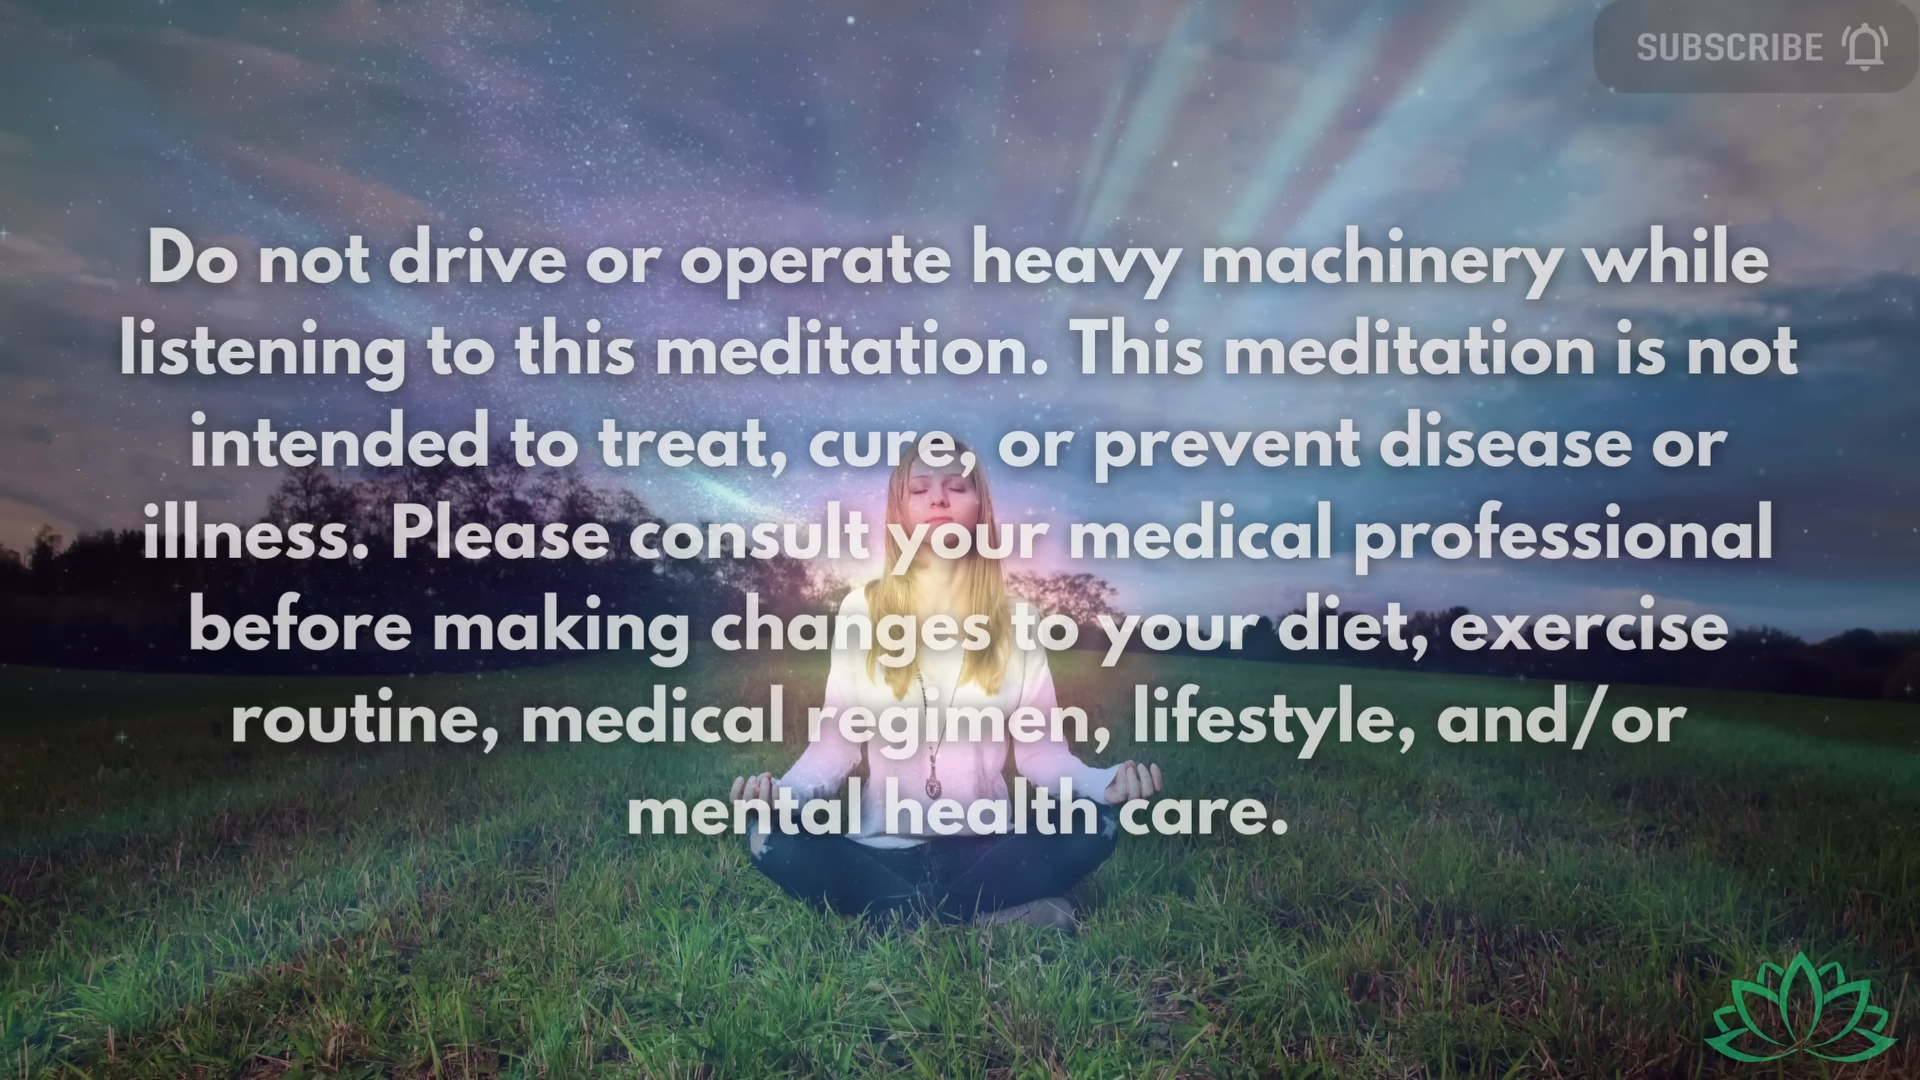 SUBSCRIBE
Do not drive or operate heavy machinery while
listening to this meditation. This meditation is not
intended to treat, cure, or prevent disease or
illness. Please consult your medical professional
before making changes to your diet, exercise
routine, medical regimen, lifestyle, and/or
mental health care.